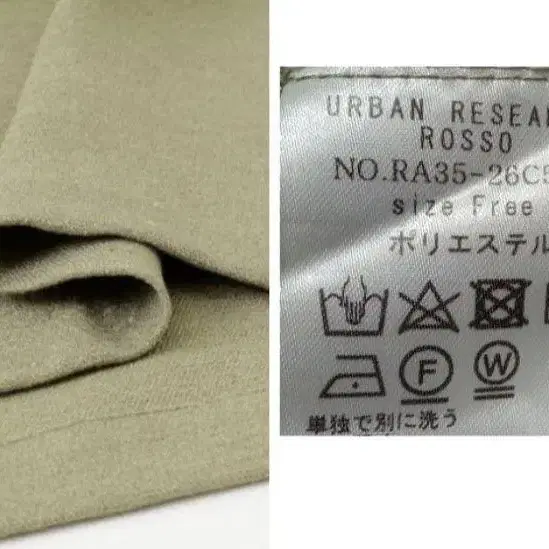 URBAN RESEA
ROSSO
NO.RA35-26C
size Free
ポリエステル
F
W
単独で別に洗う